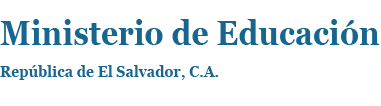 Ministerio de Educación
República de El Salvador, C.A.